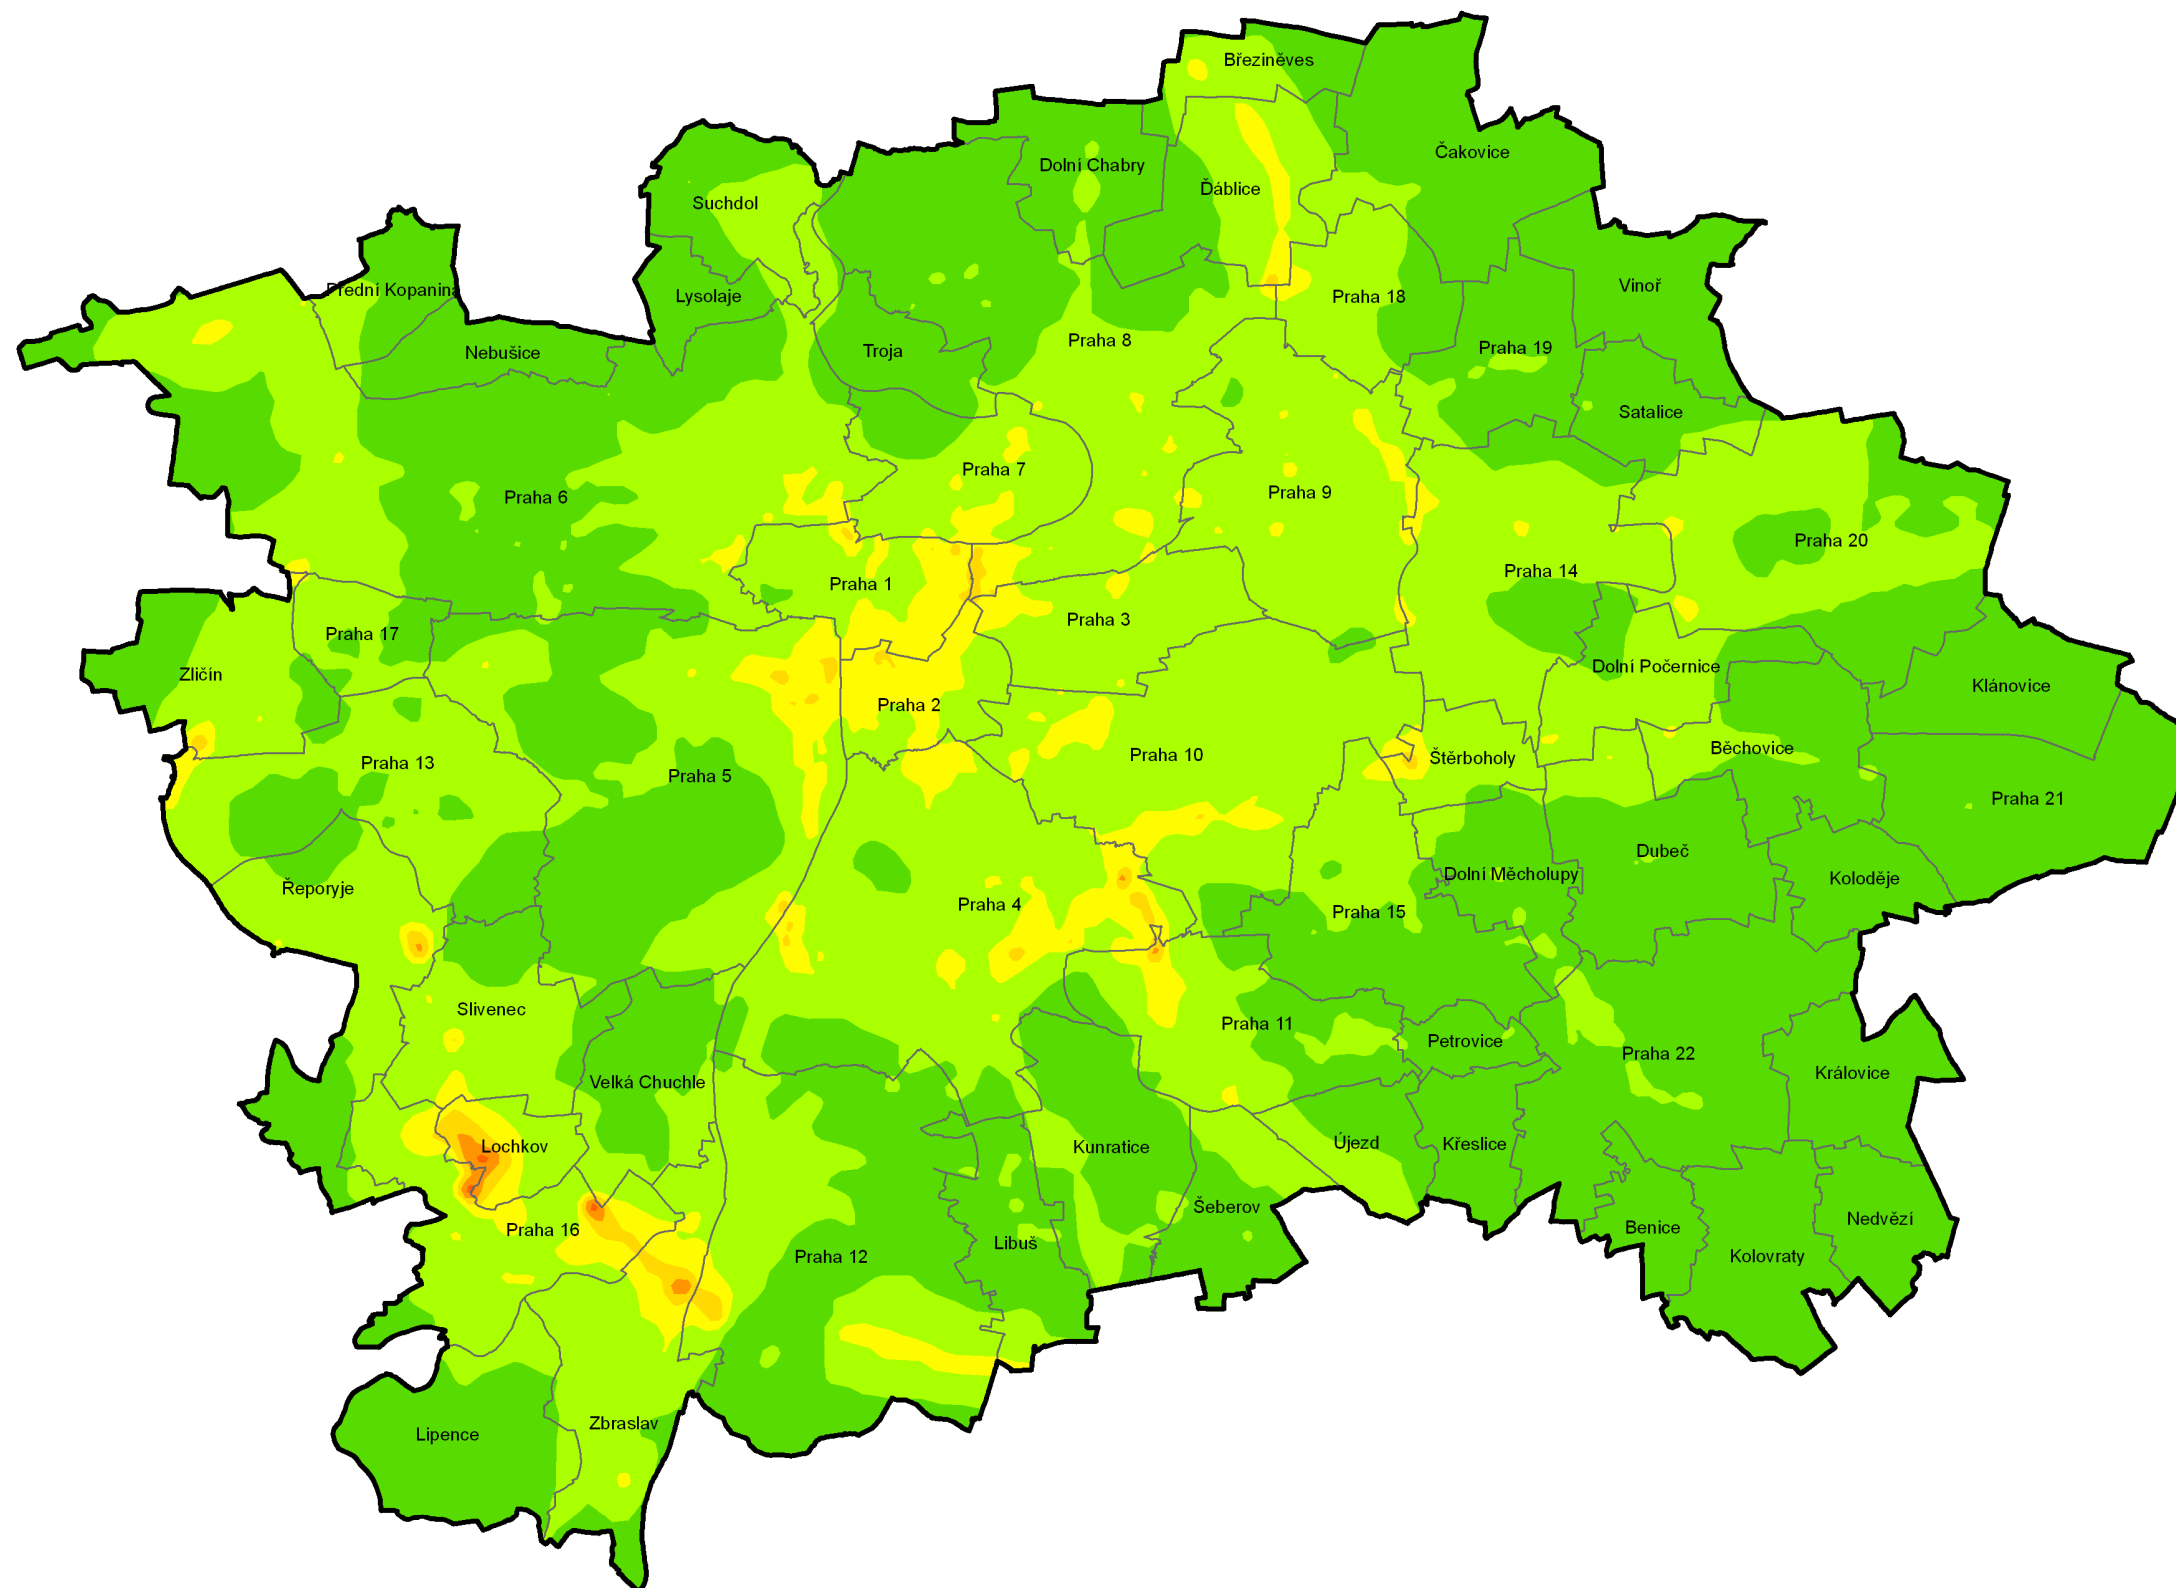 Březiněves
Čakovice
Dolní Chabry
Ďáblice
Suchdol
Přední Kopanina
Lysolaje
Vinoř
Praha 18
Praha 8
Praha 19
Troja
Nebušice
Satalice
Praha 7
Praha 9
Praha 6
Praha 20
Praha 14
Praha 1
Praha 3
Praha 17
Dolní Počernice
Zličín
Klánovice
Praha 2
Běchovice
Praha 10
Štěrboholy
Praha 13
Praha 5
Praha 21
Dubeč
Dolní Měcholupy
Koloděje
Řeporyje
Praha 4
Praha 15
Slivenec
Praha 11
Petrovice
Praha 22
Královice
Velká Chuchle
Lochkov
Kunratice
Újezd
Křeslice
Šeberov
Nedvězí
Praha 16
Benice
Libuš
Praha 12
Kolovraty
Zbraslav
Lipence